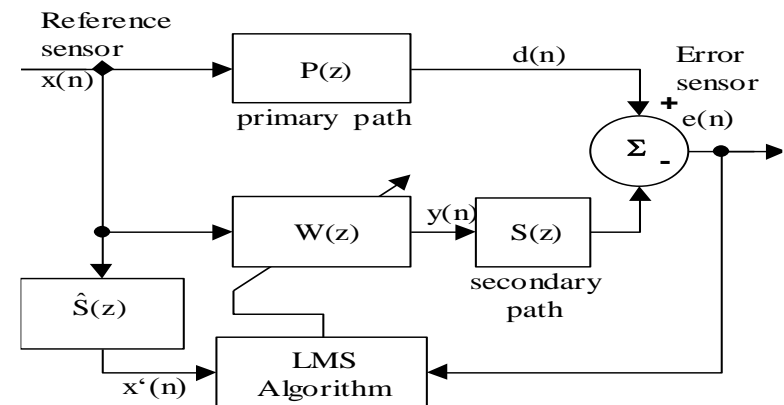 Reference
sensor
x(n)
P(z)
primary path
d(n)
Error
sensor
+
e(n)
Σ
-
W(z)
y(n)
S(z)
secondary
path
Ŝ(z)
x‘(n)
LMS
Algorithm